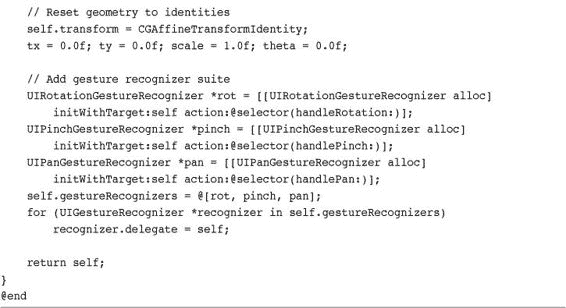 // Reset geometry to identities
self.transform = CGAffineTransformIdentity;
tx = 0.0f; ty = 0.0f; scale = 1.0f; theta = 0.0f;
// Add gesture recognizer suite
UIRotationGestureRecognizer *rot = [[UIRotationGestureRecognizer alloc]
initWithTarget:self action:@selector(handleRotation:)];
UIPinchGestureRecognizer *pinch = [[UIPinchGestureRecognizer alloc]
initWithTarget:self action:@selector(handlePinch:)];
UIPanGestureRecognizer *pan = [[UIPanGestureRecognizer alloc]
initWithTarget:self action:@selector(handlePan:)];
self.gestureRecognizers = @[rot, pinch, pan];
for (UIGestureRecognizer *recognizer in self.gestureRecognizers)
recognizer.delegate = self;
return self;
}
@end